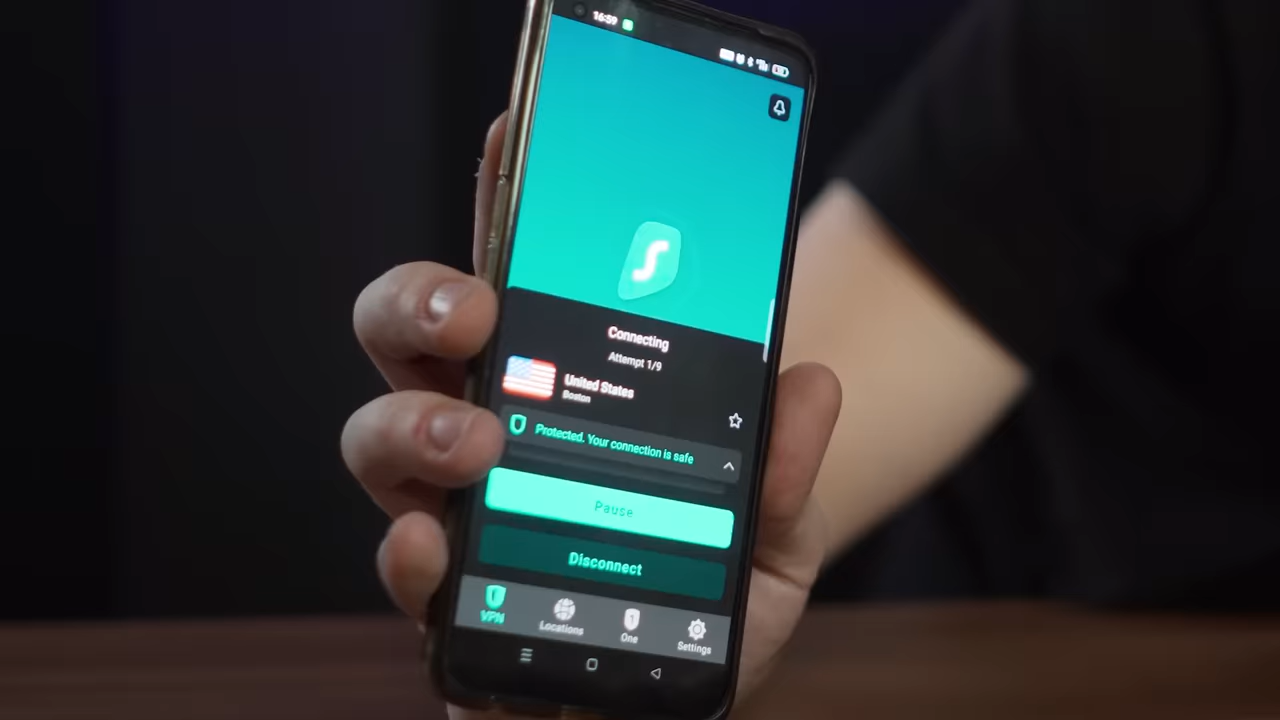 16:59
Connecting
Attempt 1/9
United States
Boston
Protected. Your connection is safe
Pause
Disconnect
VPN
Locations
1
One
Settings